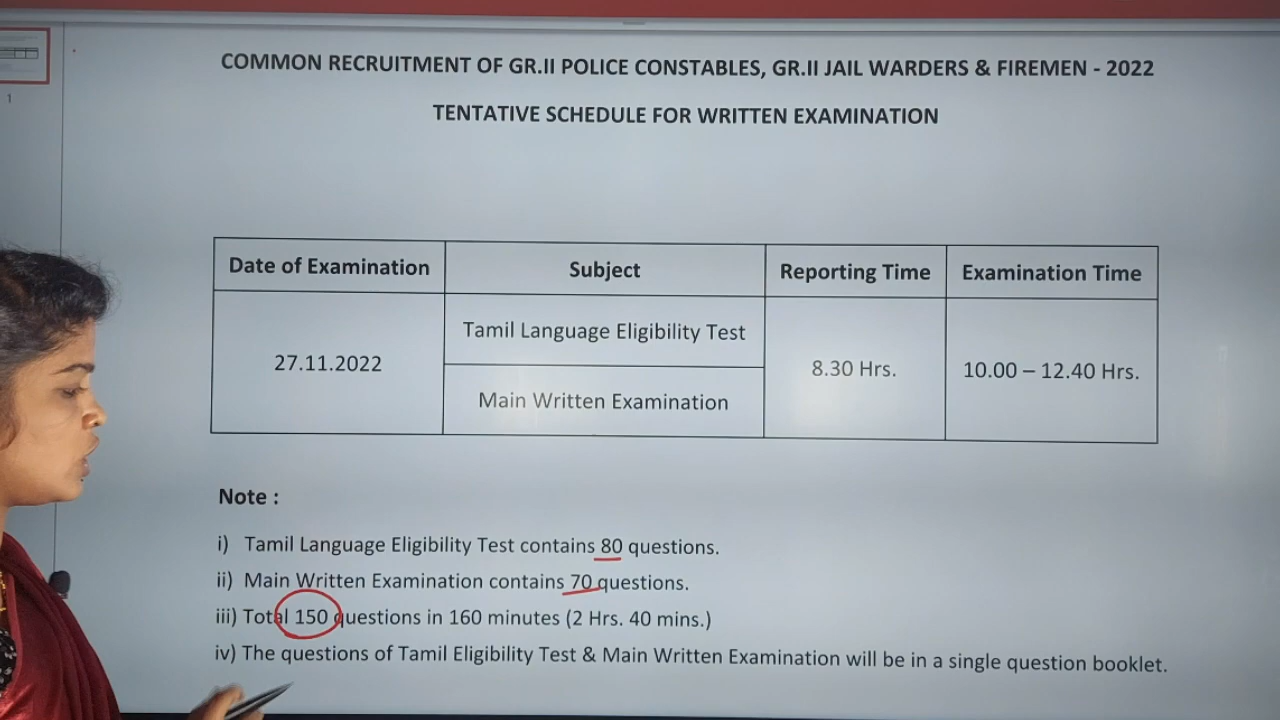 1
COMMON RECRUITMENT OF GR.II POLICE CONSTABLES, GR.II JAIL WARDERS & FIREMEN - 2022
TENTATIVE SCHEDULE FOR WRITTEN EXAMINATION
Date of Examination Subject Reporting Time Examination Time
27.11.2022 Tamil Language Eligibility Test 8.30 Hrs. 10.00 – 12.40 Hrs.
Main Written Examination
Note :
i) Tamil Language Eligibility Test contains 80 questions.
ii) Main Written Examination contains 70 questions.
iii) Total 150 questions in 160 minutes (2 Hrs. 40 mins.)
iv) The questions of Tamil Eligibility Test & Main Written Examination will be in a single question booklet.